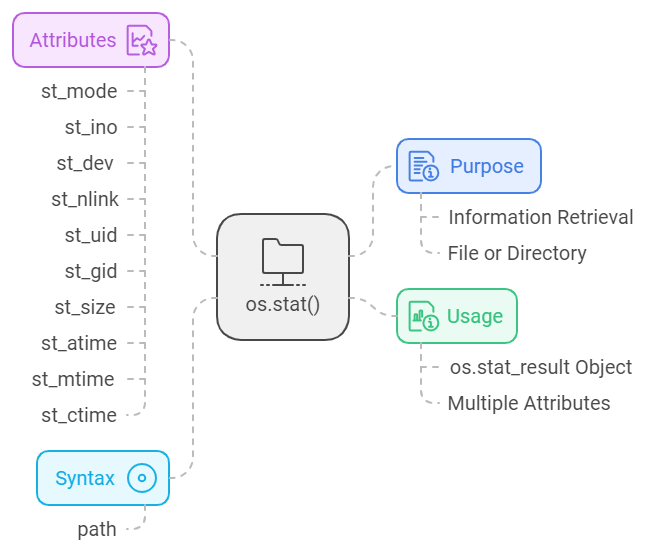 Attributes
st_mode
st_ino
st_dev
st_nlink
st_uid
st_gid
st_size
st_atime
st_mtime
st_ctime
Syntax
path
os.stat()
Purpose
Information Retrieval
File or Directory
Usage
os.stat_result Object
Multiple Attributes